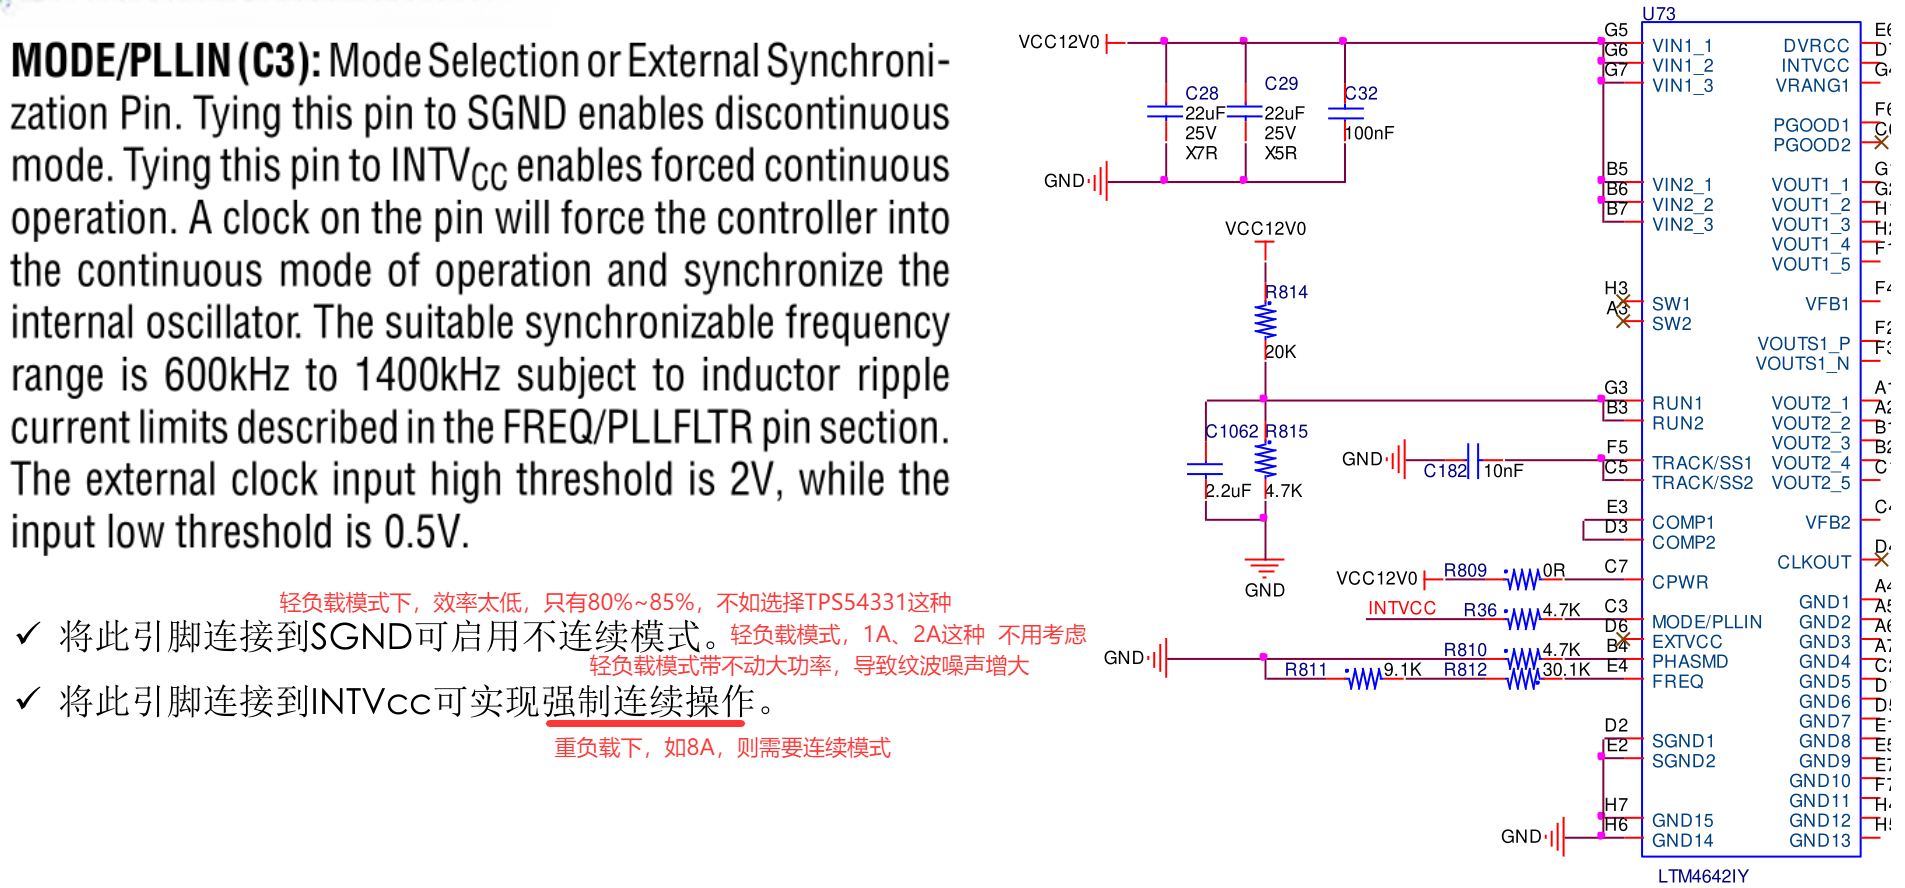 MODE/PLLIN (C3): Mode Selection or External Synchroni-
zation Pin. Tying this pin to SGND enables discontinuous
mode. Tying this pin to INTVCC enables forced continuous
operation. A clock on the pin will force the controller into
the continuous mode of operation and synchronize the
internal oscillator. The suitable synchronizable frequency
range is 600kHz to 1400kHz subject to inductor ripple
current limits described in the FREQ/PLLFLTR pin section.
The external clock input high threshold is 2V, while the
input low threshold is 0.5V.
轻负载模式下，效率太低，只有80%~85%，不如选择TPS54331这种
✓ 将此引脚连接到SGND可启用不连续模式。
轻负载模式，1A、2A这种 不用考虑
轻负载模式带不动大功率，导致纹波噪声增大
✓ 将此引脚连接到INTVcc可实现强制连续操作。
重负载下，如8A，则需要连续模式
U73
VCC12V0
C28
22uF
25V
X7R
C29
22uF
25V
X5R
C32
100nF
GND
VCC12V0
R814
20K
C1062
2.2uF
R815
4.7K
GND
GND
C182
10nF
VCC12V0
R809
0R
INTVCC
R36
4.7K
GND
R810
4.7K
R811
9.1K
R812
30.1K
GND
G5 VIN1_1
G6 VIN1_2
G7 VIN1_3
B5 VIN2_1
B6 VIN2_2
B7 VIN2_3
H3 SW1
A3 SW2
G3 RUN1
B3 RUN2
F5 TRACK/SS1
C5 TRACK/SS2
E3 COMP1
D3 COMP2
C7 CPWR
C3 MODE/PLLIN
D6 EXTVCC
B4 PHASMD
E4 FREQ
D2 SGND1
E2 SGND2
H7 GND15
H6 GND14
DVRCC
INTVCC
VRANG1
PGOOD1
PGOOD2
VOUT1_1
VOUT1_2
VOUT1_3
VOUT1_4
VOUT1_5
VFB1
VOUTS1_P
VOUTS1_N
VOUT2_1
VOUT2_2
VOUT2_3
VOUT2_4
VOUT2_5
VFB2
CLKOUT
GND1
GND2
GND3
GND4
GND5
GND6
GND7
GND8
GND9
GND10
GND11
GND12
GND13
LTM4642IY